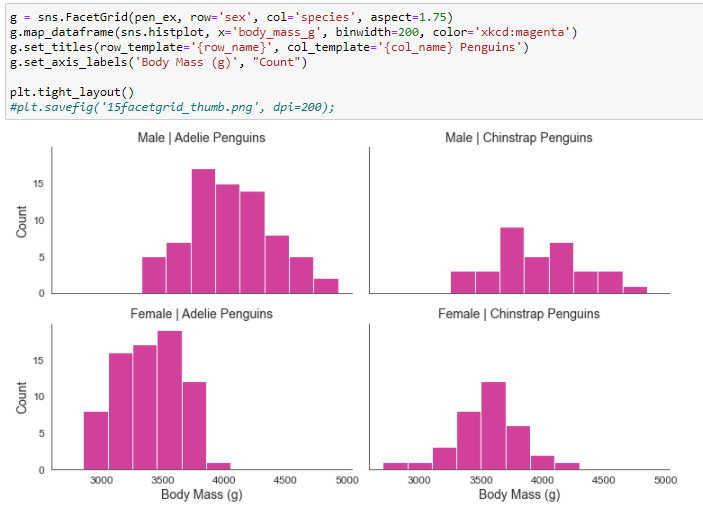 g = sns.FacetGrid(pen_ex, row='sex', col='species', aspect=1.75)
g.map_dataframe(sns.histplot, x='body_mass_g', binwidth=200, color='xkcd:magenta')
g.set_titles(row_template='{row_name}', col_template='{col_name} Penguins')
g.set_axis_labels('Body Mass (g)', "Count")
plt.tight_layout()
#plt.savefig('15facetgrid_thumb.png', dpi=200);
Male | Adelie Penguins
Male | Chinstrap Penguins
15
10
5
0
Count
Female | Adelie Penguins
Female | Chinstrap Penguins
15
10
5
0
Count
3000 3500 4000 4500 5000
3000 3500 4000 4500 5000
Body Mass (g)
Body Mass (g)